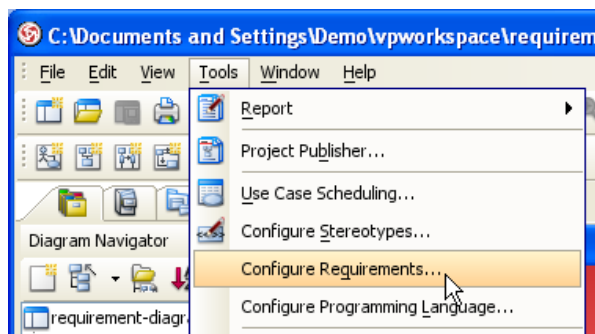 C:\Documents and Settings\Demo\vpworkspace\requirem
File Edit View Tools Window Help
Report
Project Publisher...
Use Case Scheduling...
Diagram Navigator
Configure Stereotypes...
Configure Requirements...
requirement-diagr
Configure Programming Language...